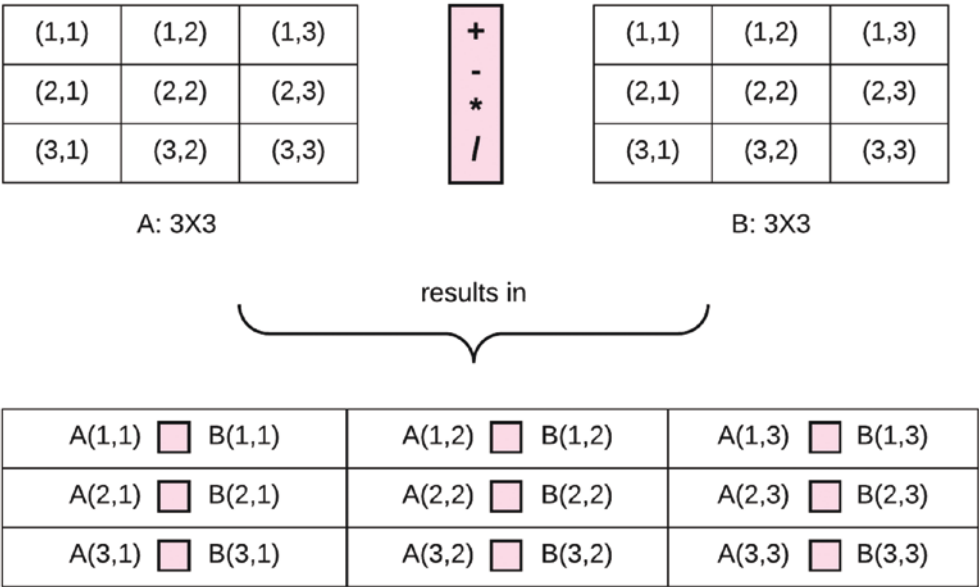 (1,1) (1,2) (1,3) + (1,1) (1,2) (1,3)
-
(2,1) (2,2) (2,3) * (2,1) (2,2) (2,3)
(3,1) (3,2) (3,3) / (3,1) (3,2) (3,3)
A: 3X3 B: 3X3
results in
A(1,1) B(1,1) A(1,2) B(1,2) A(1,3) B(1,3)
A(2,1) B(2,1) A(2,2) B(2,2) A(2,3) B(2,3)
A(3,1) B(3,1) A(3,2) B(3,2) A(3,3) B(3,3)